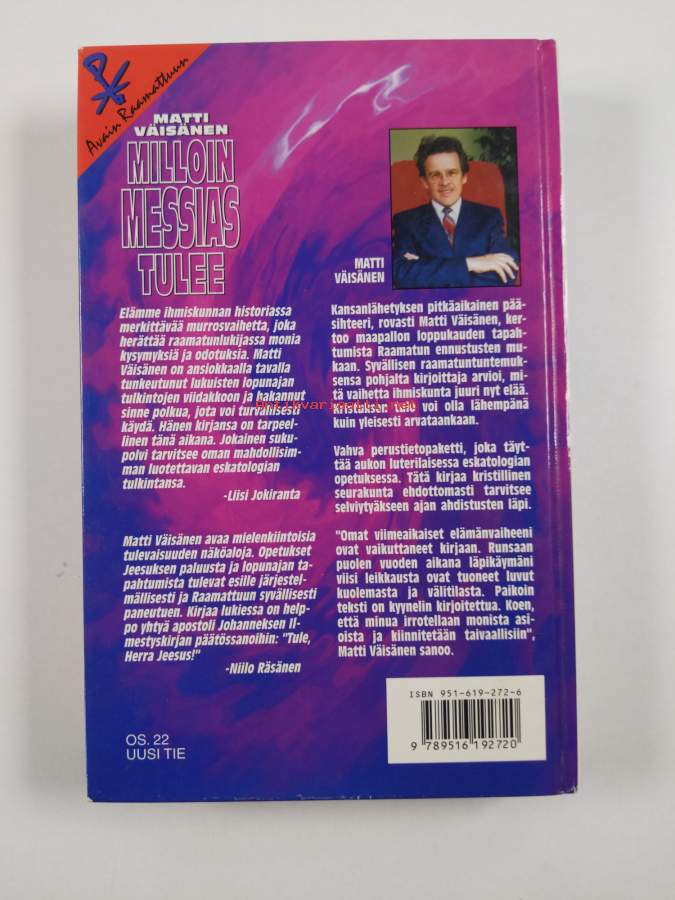 Avain Raamattuun
MATTI
VÄISÄNEN
MILLOIN
MESSIAS
TULEE
Elämme ihmiskunnan historiassa
merkittävää murrosvaihetta, joka
herättää raamatunlukijassa monia
kysymyksiä ja odotuksia. Matti
Väisänen on ansiokkaalla tavalla
tunkeutunut lukuisten lopunajan
tulkintojen viidakkoon ja hakannut
sinne polkua, jota voi turvallisesti
käydä. Hänen kirjansa on tarpeel-
linen tänä aikana. Jokainen suku-
polvi tarvitsee oman mahdollisim-
man luotettavan eskatologian
tulkintansa.
-Liisi Jokiranta
Matti Väisänen avaa mielenkiintoisia
tulevaisuuden näköaloja. Opetukset
Jeesuksen paluusta ja lopunajan ta-
pahtumista tulevat esille järjestel-
mällisesti ja Raamattuun syvällisesti
paneutuen. Kirjaa lukiessa on help-
po yhtyä apostoli Johanneksen Il-
mestyskirjan päätössanoihin: "Tule,
Herra Jeesus!"
-Niilo Räsänen
OS. 22
UUSI TIE
MATTI
VÄISÄNEN
Kansanlähetyksen pitkäaikainen pää-
sihteeri, rovasti Matti Väisänen, ker-
too maapallon loppukauden tapah-
tumista Raamatun ennustusten mu-
kaan. Syvällisen raamatuntuntemuk-
sensa pohjalta kirjoittaja arvioi, mi-
tä vaihetta ihmiskunta juuri nyt elää.
Kristuksen paluu voi olla lähempänä
kuin yleisesti arvataankaan.
Vahva perustietopaketti, joka täyt-
tää aukon luterilaisessa eskatologian
opetuksessa. Tätä kirjaa kristillinen
seurakunta ehdottomasti tarvitsee
selviytyäkseen ajan ahdistusten läpi.
"Omat viimeaikaiset elämänvaiheeni
ovat vaikuttaneet kirjaan. Runsaan
puolen vuoden aikana läpikäymäni
viisi leikkausta ovat tuoneet luvut
kuolemasta ja välitilasta. Paikoin
teksti on kyynelin kirjoitettua. Koen,
että minua irrotellaan monista asi-
oista ja kiinnitetään taivaallisiin",
Matti Väisänen sanoo.
ISBN 951-619-272-6
9 789516 192720
Antikvariaatti.net